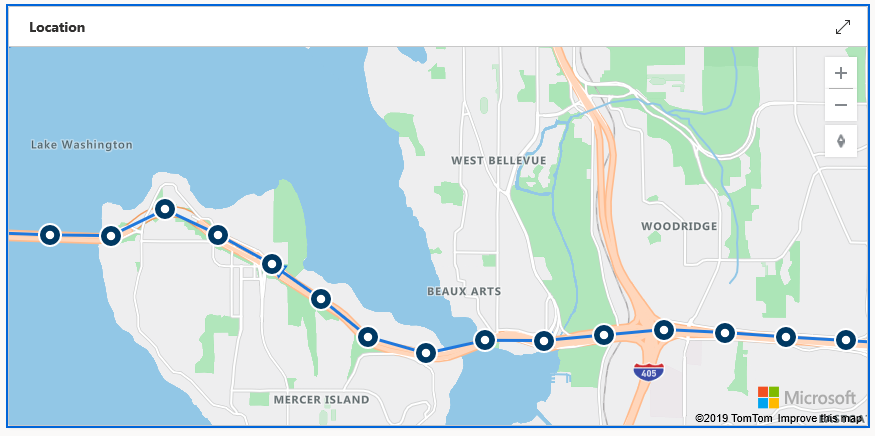 Location
Lake Washington
WEST BELLEVUE
WOODRIDGE
BEAUX ARTS
405
MERCER ISLAND
Microsoft
©2019 TomTom Improve this map